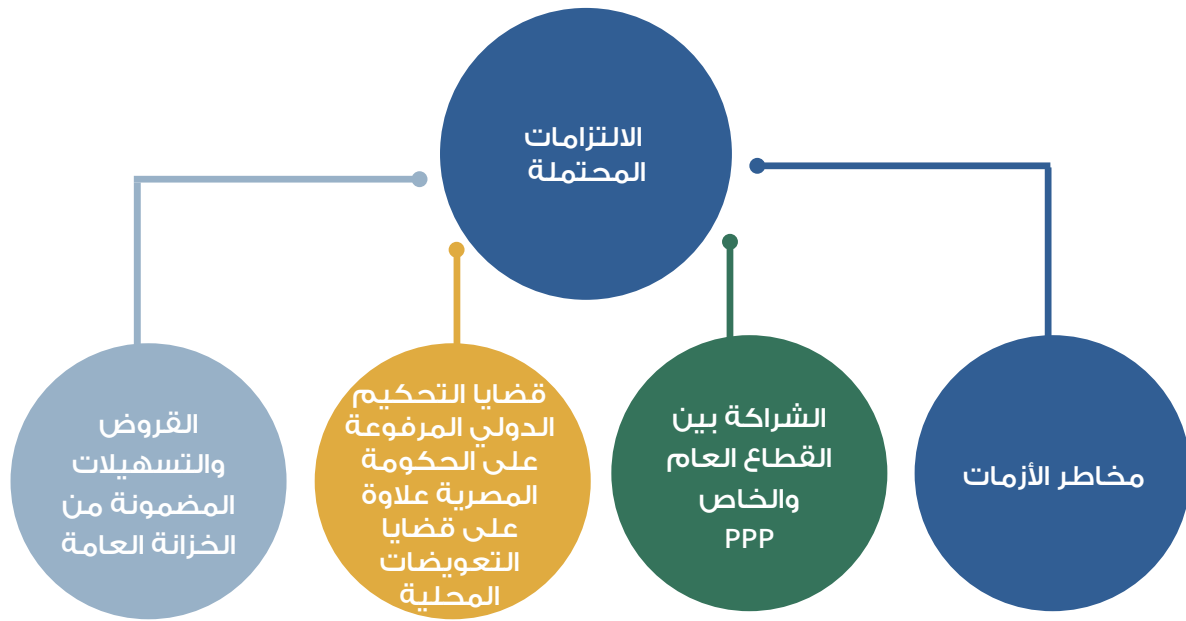 الالتزامات
المحتملة
مخاطر الأزمات
الشراكة بين
القطاع العام
والخاص
PPP
قضايا التحكيم
الدولي المرفوعة
على الحكومة
المصرية علاوة
على قضايا
التعويضات
المحلية
القروض
والتسهيلات
المضمونة من
الخزانة العامة